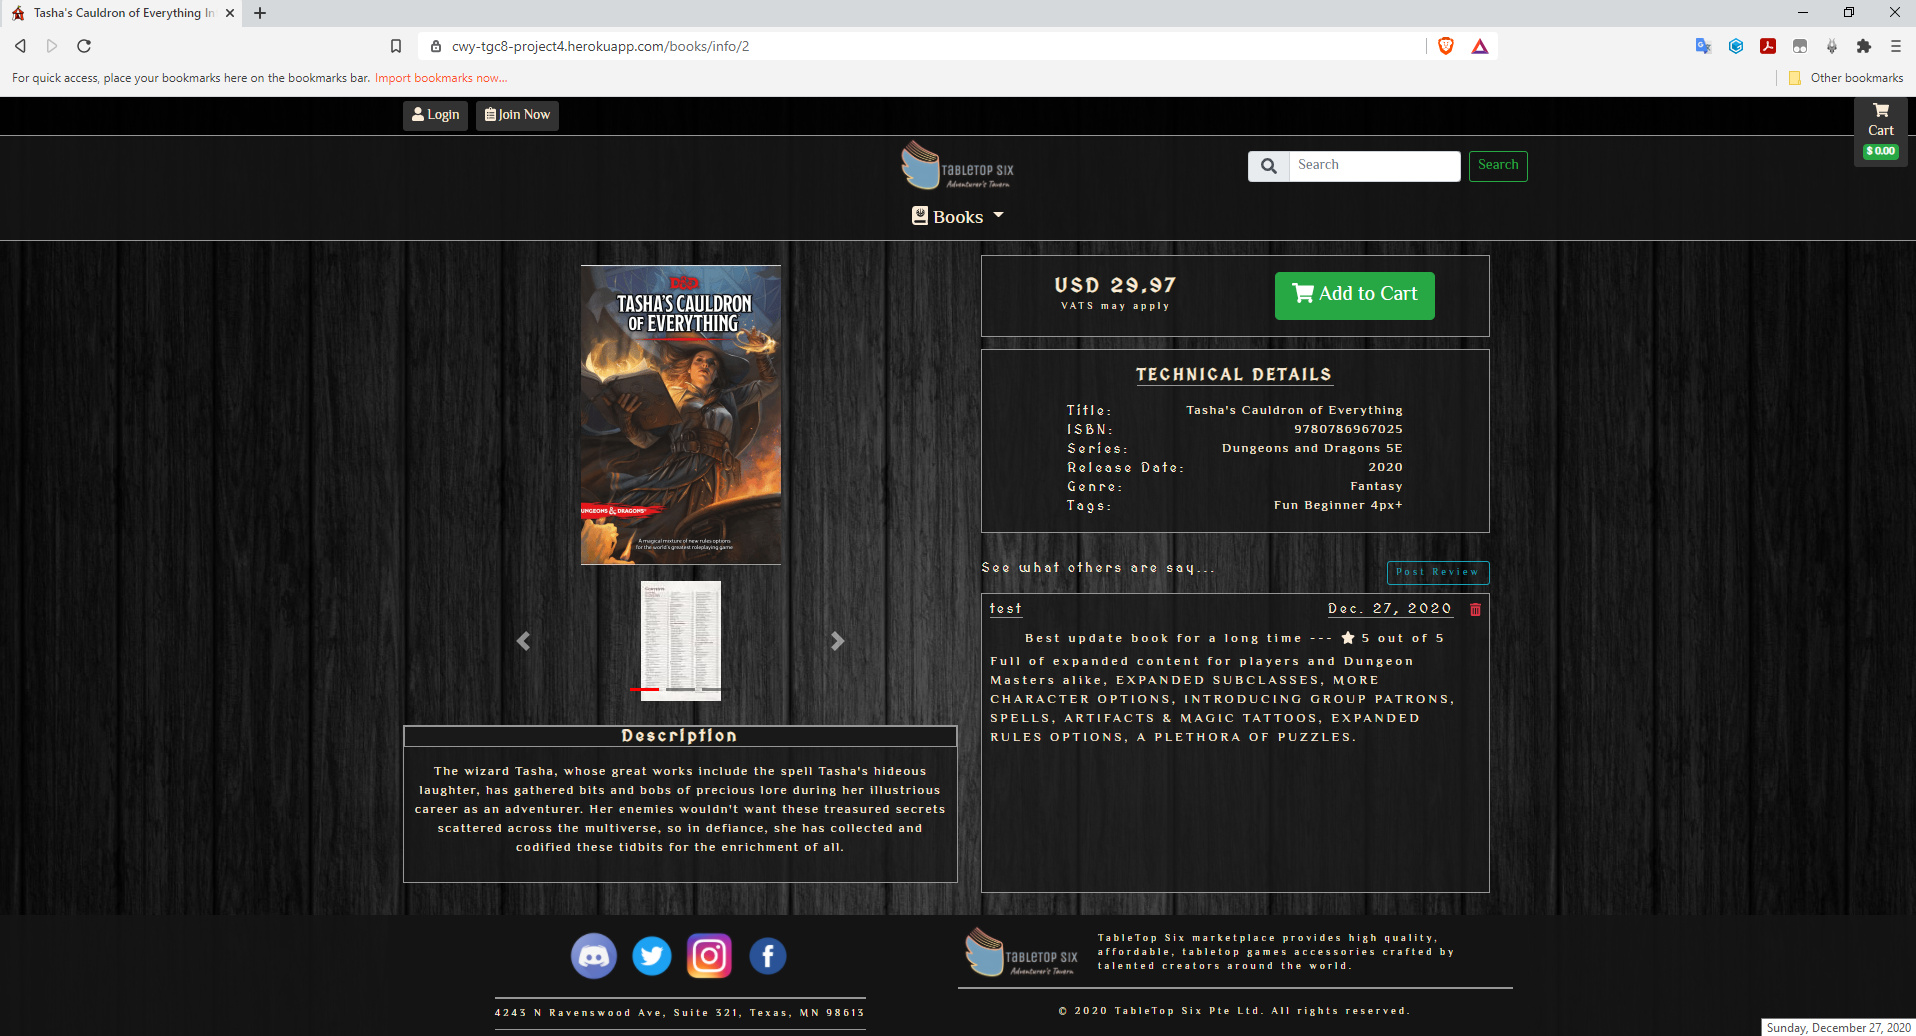 Tasha's Cauldron of Everything In
cwy-tgc8-project4.herokuapp.com/books/info/2
For quick access, place your bookmarks here on the bookmarks bar. Import bookmarks now...
Other bookmarks
Login
Join Now
Cart
$ 0.00
TABLETOP SIX
Adventurer's Tavern
Search
Search
Books
D&D
TASHA'S CAULDRON
OF EVERYTHING
UNGEONS & DRAGONS
A magical mixture of new rules options
for the world's greatest roleplaying game
CONTENTS
Description
The wizard Tasha, whose great works include the spell Tasha's hideous
laughter, has gathered bits and bobs of precious lore during her illustrious
career as an adventurer. Her enemies wouldn't want these treasured secrets
scattered across the multiverse, so in defiance, she has collected and
codified these tidbits for the enrichment of all.
USD 29.97
VATS may apply
Add to Cart
TECHNICAL DETAILS
Title: Tasha's Cauldron of Everything
ISBN: 9780786967025
Series: Dungeons and Dragons 5E
Release Date: 2020
Genre: Fantasy
Tags: Fun Beginner 4px+
See what others are say...
Post Review
test Dec. 27, 2020
Best update book for a long time --- 5 out of 5
Full of expanded content for players and Dungeon
Masters alike, EXPANDED SUBCLASSES, MORE
CHARACTER OPTIONS, INTRODUCING GROUP PATRONS,
SPELLS, ARTIFACTS & MAGIC TATTOOS, EXPANDED
RULES OPTIONS, A PLETHORA OF PUZZLES.
4243 N Ravenswood Ave, Suite 321, Texas, MN 98613
TABLETOP SIX
Adventurer's Tavern
TableTop Six marketplace provides high quality,
affordable, tabletop games accessories crafted by
talented creators around the world.
© 2020 TableTop Six Pte Ltd. All rights reserved.
Sunday, December 27, 2020